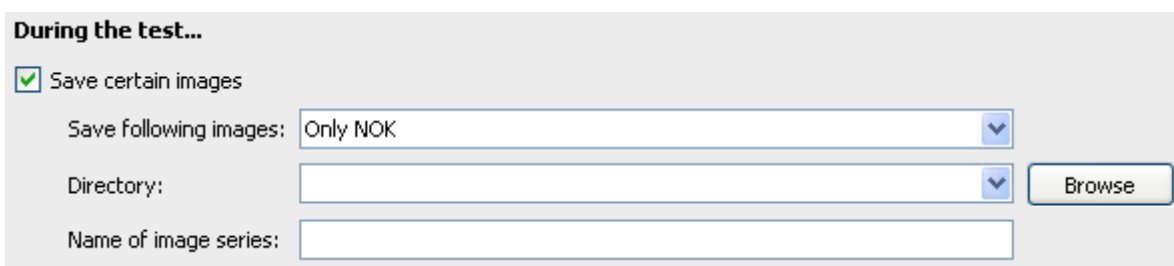 During the test...
Save certain images
Save following images: Only NOK
Directory: Browse
Name of image series: